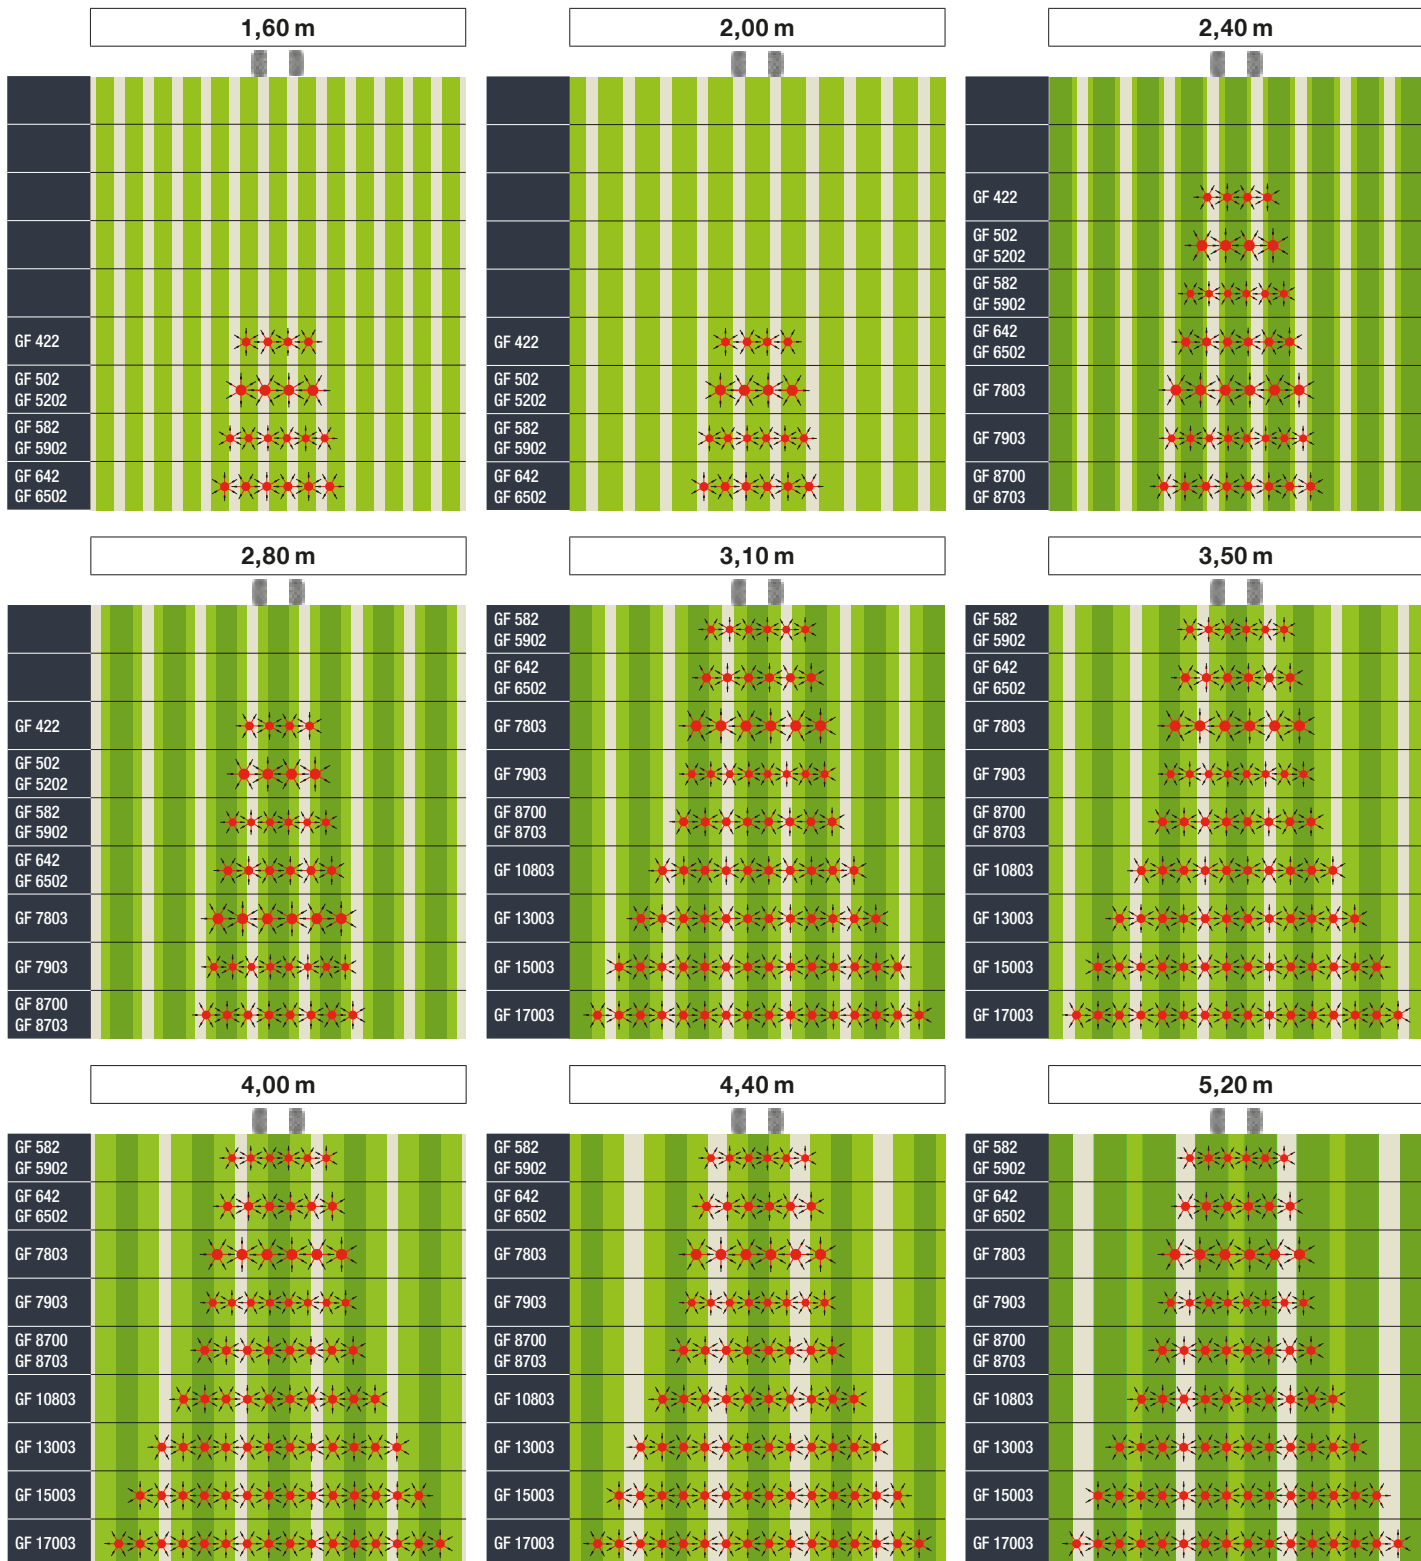 1,60 m
GF 422
GF 502
GF 5202
GF 582
GF 5902
GF 642
GF 6502
2,00 m
GF 422
GF 502
GF 5202
GF 582
GF 5902
GF 642
GF 6502
2,40 m
GF 422
GF 502
GF 5202
GF 582
GF 5902
GF 642
GF 6502
GF 7803
GF 7903
GF 8700
GF 8703
2,80 m
GF 422
GF 502
GF 5202
GF 582
GF 5902
GF 642
GF 6502
GF 7803
GF 7903
GF 8700
GF 8703
3,10 m
GF 582
GF 5902
GF 642
GF 6502
GF 7803
GF 7903
GF 8700
GF 8703
GF 10803
GF 13003
GF 15003
GF 17003
3,50 m
GF 582
GF 5902
GF 642
GF 6502
GF 7803
GF 7903
GF 8700
GF 8703
GF 10803
GF 13003
GF 15003
GF 17003
4,00 m
GF 582
GF 5902
GF 642
GF 6502
GF 7803
GF 7903
GF 8700
GF 8703
GF 10803
GF 13003
GF 15003
GF 17003
4,40 m
GF 582
GF 5902
GF 642
GF 6502
GF 7803
GF 7903
GF 8700
GF 8703
GF 10803
GF 13003
GF 15003
GF 17003
5,20 m
GF 582
GF 5902
GF 642
GF 6502
GF 7803
GF 7903
GF 8700
GF 8703
GF 10803
GF 13003
GF 15003
GF 17003